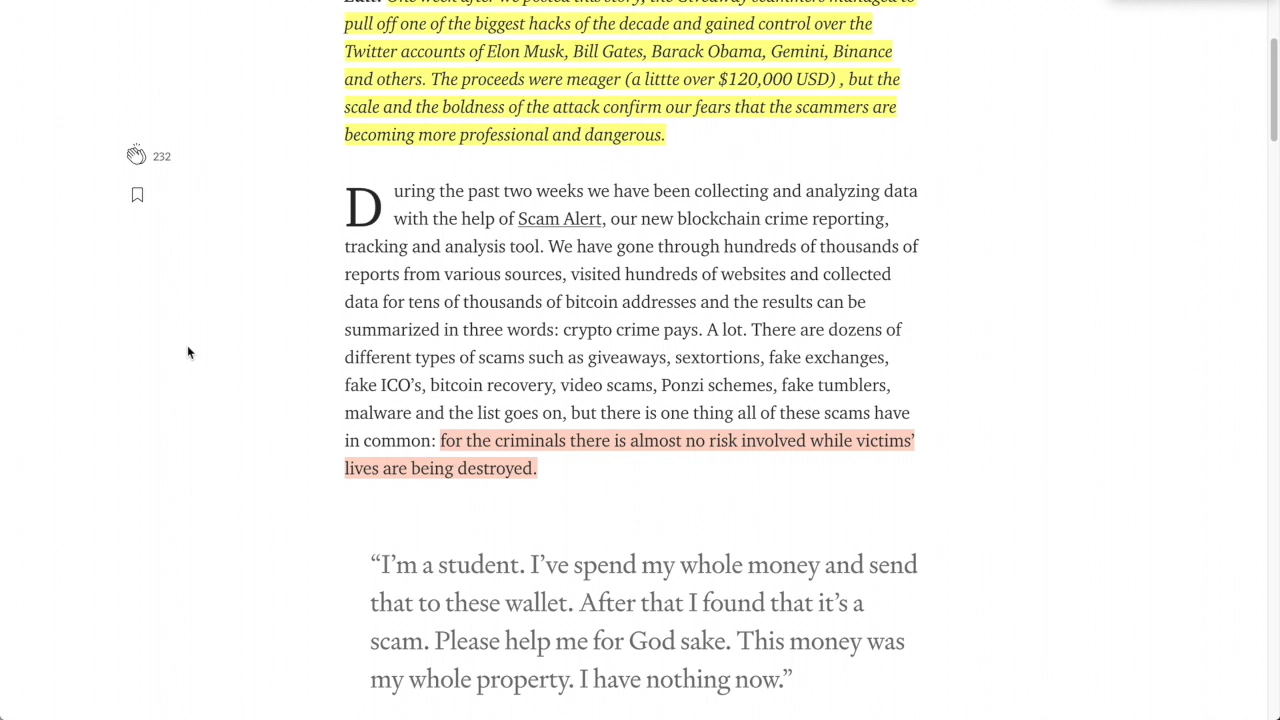 pull off one of the biggest hacks of the decade and gained control over the
Twitter accounts of Elon Musk, Bill Gates, Barack Obama, Gemini, Binance
and others. The proceeds were meager (a littte over $120,000 USD) , but the
scale and the boldness of the attack confirm our fears that the scammers are
becoming more professional and dangerous.
232
During the past two weeks we have been collecting and analyzing data
with the help of Scam Alert, our new blockchain crime reporting,
tracking and analysis tool. We have gone through hundreds of thousands of
reports from various sources, visited hundreds of websites and collected
data for tens of thousands of bitcoin addresses and the results can be
summarized in three words: crypto crime pays. A lot. There are dozens of
different types of scams such as giveaways, sextortions, fake exchanges,
fake ICO’s, bitcoin recovery, video scams, Ponzi schemes, fake tumblers,
malware and the list goes on, but there is one thing all of these scams have
in common: for the criminals there is almost no risk involved while victims’
lives are being destroyed.
“I’m a student. I’ve spend my whole money and send
that to these wallet. After that I found that it’s a
scam. Please help me for God sake. This money was
my whole property. I have nothing now.”